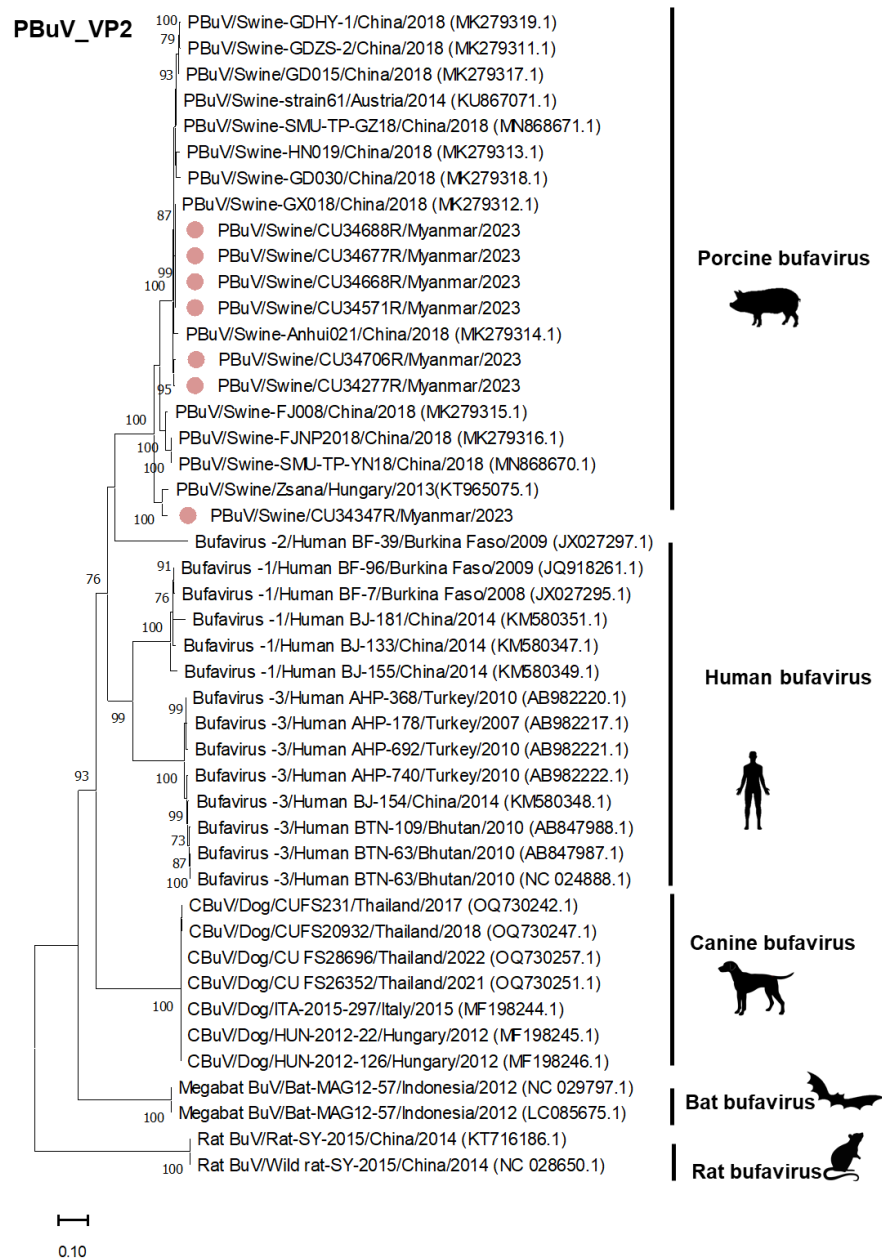 PBuV_VP2
100
PBuV/Swine-GDHY-1/China/2018 (MK279319.1)
79
PBuV/Swine-GDZS-2/China/2018 (MK279311.1)
93
PBuV/Swine/GD015/China/2018 (MK279317.1)
PBuV/Swine-strain61/Austria/2014 (KU867071.1)
PBuV/Swine-SMU-TP-GZ18/China/2018 (MN868671.1)
PBuV/Swine-HN019/China/2018 (MK279313.1)
PBuV/Swine-GD030/China/2018 (MK279318.1)
PBuV/Swine-GX018/China/2018 (MK279312.1)
87
PBuV/Swine/CU34688R/Myanmar/2023
PBuV/Swine/CU34677R/Myanmar/2023
Porcine bufavirus
99
PBuV/Swine/CU34668R/Myanmar/2023
100
PBuV/Swine/CU34571R/Myanmar/2023
PBuV/Swine-Anhui021/China/2018 (MK279314.1)
PBuV/Swine/CU34706R/Myanmar/2023
PBuV/Swine/CU34277R/Myanmar/2023
95
PBuV/Swine-FJ008/China/2018 (MK279315.1)
100
PBuV/Swine-FJNP2018/China/2018 (MK279316.1)
100
PBuV/Swine-SMU-TP-YN18/China/2018 (MN868670.1)
100
PBuV/Swine/Zsana/Hungary/2013(KT965075.1)
PBuV/Swine/CU34347R/Myanmar/2023
100
Bufavirus -2/Human BF-39/Burkina Faso/2009 (JX027297.1)
91
Bufavirus -1/Human BF-96/Burkina Faso/2009 (JQ918261.1)
76
76
Bufavirus -1/Human BF-7/Burkina Faso/2008 (JX027295.1)
Bufavirus -1/Human BJ-181/China/2014 (KM580351.1)
100
Bufavirus -1/Human BJ-133/China/2014 (KM580347.1)
Bufavirus -1/Human BJ-155/China/2014 (KM580349.1)
Human bufavirus
Bufavirus -3/Human AHP-368/Turkey/2010 (AB982220.1)
99
99
Bufavirus -3/Human AHP-178/Turkey/2007 (AB982217.1)
Bufavirus -3/Human AHP-692/Turkey/2010 (AB982221.1)
93
100
Bufavirus -3/Human AHP-740/Turkey/2010 (AB982222.1)
Bufavirus -3/Human BJ-154/China/2014 (KM580348.1)
99
Bufavirus -3/Human BTN-109/Bhutan/2010 (AB847988.1)
73
Bufavirus -3/Human BTN-63/Bhutan/2010 (AB847987.1)
87
Bufavirus -3/Human BTN-63/Bhutan/2010 (NC 024888.1)
100
CBuV/Dog/CUFS231/Thailand/2017 (OQ730242.1)
CBuV/Dog/CUFS20932/Thailand/2018 (OQ730247.1)
Canine bufavirus
CBuV/Dog/CU FS28696/Thailand/2022 (OQ730257.1)
CBuV/Dog/CU FS26352/Thailand/2021 (OQ730251.1)
100
CBuV/Dog/ITA-2015-297/Italy/2015 (MF198244.1)
CBuV/Dog/HUN-2012-22/Hungary/2012 (MF198245.1)
CBuV/Dog/HUN-2012-126/Hungary/2012 (MF198246.1)
Megabat BuV/Bat-MAG12-57/Indonesia/2012 (NC 029797.1)
Bat bufavirus
100
Megabat BuV/Bat-MAG12-57/Indonesia/2012 (LC085675.1)
Rat BuV/Rat-SY-2015/China/2014 (KT716186.1)
100
Rat BuV/Wild rat-SY-2015/China/2014 (NC 028650.1)
Rat bufavirus
0.10